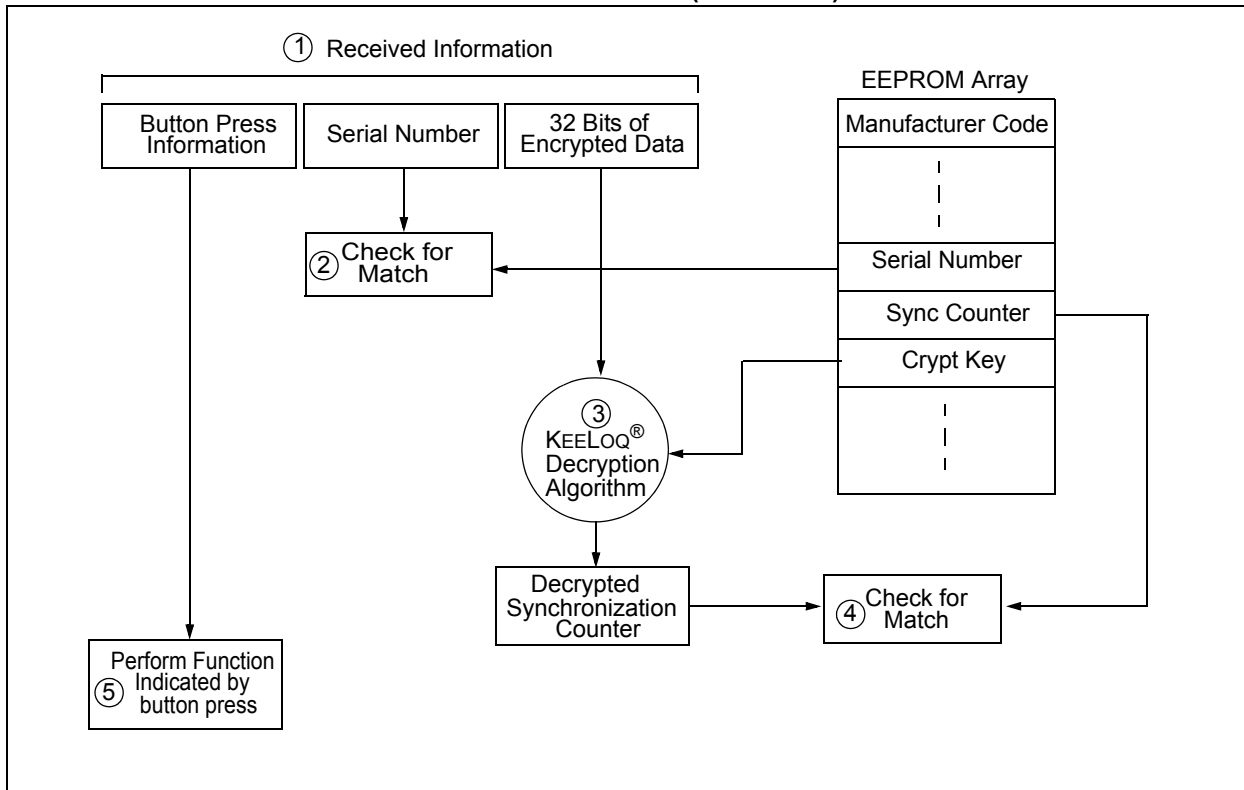 ① Received Information
EEPROM Array
Button Press
Information
Serial Number
32 Bits of
Encrypted Data
Manufacturer Code
② Check for
Match
Serial Number
Sync Counter
Crypt Key
③
KEELOQ®
Decryption
Algorithm
Decrypted
Synchronization
Counter
④ Check for
Match
Perform Function
⑤ Indicated by
button press